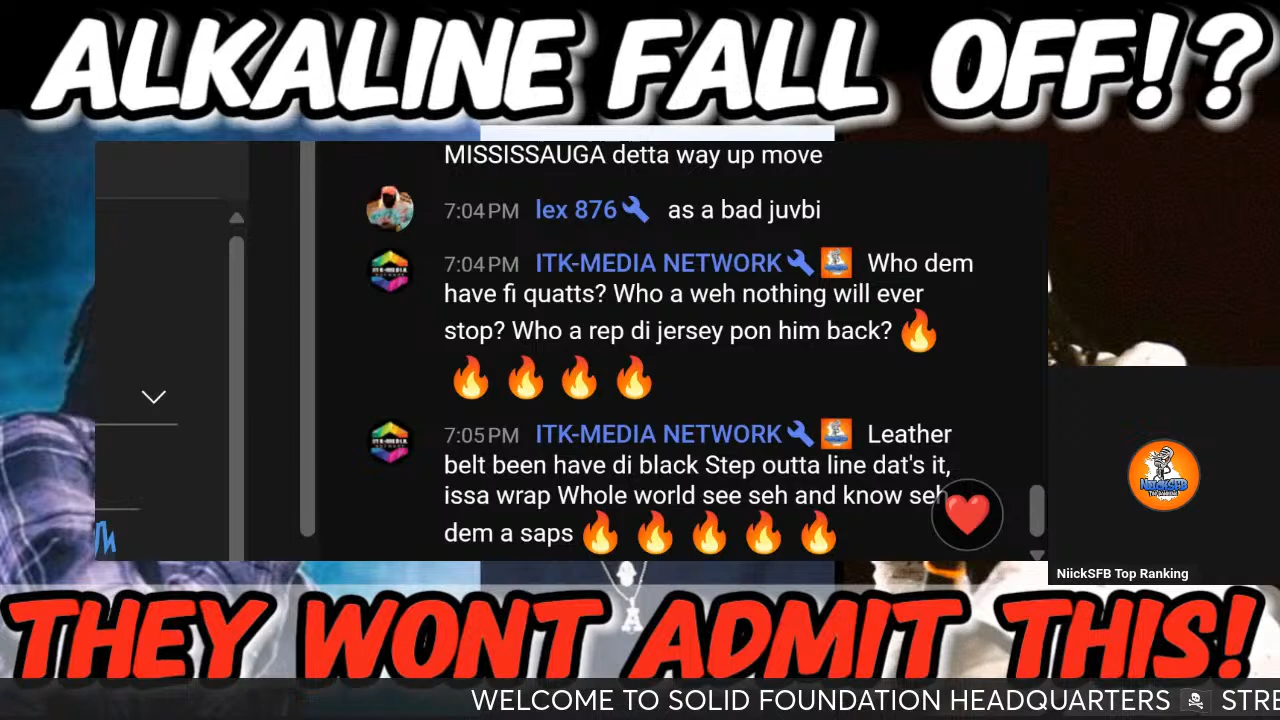 ALKALINE FALL OFF!?
MISSISSAUGA detta way up move
7:04 PM lex 876 as a bad juvbi
7:04 PM ITK-MEDIA NETWORK Who dem
have fi quatts? Who a weh nothing will ever
stop? Who a rep di jersey pon him back? 🔥
🔥 🔥 🔥 🔥
7:05 PM ITK-MEDIA NETWORK Leather
belt been have di black Step outta line dat's it,
issa wrap Whole world see seh and know seh
dem a saps 🔥 🔥 🔥 🔥 🔥
NIICKSFB
NiickSFB Top Ranking
THEY WONT ADMIT THIS!
WELCOME TO SOLID FOUNDATION HEADQUARTERS ☠ STRE